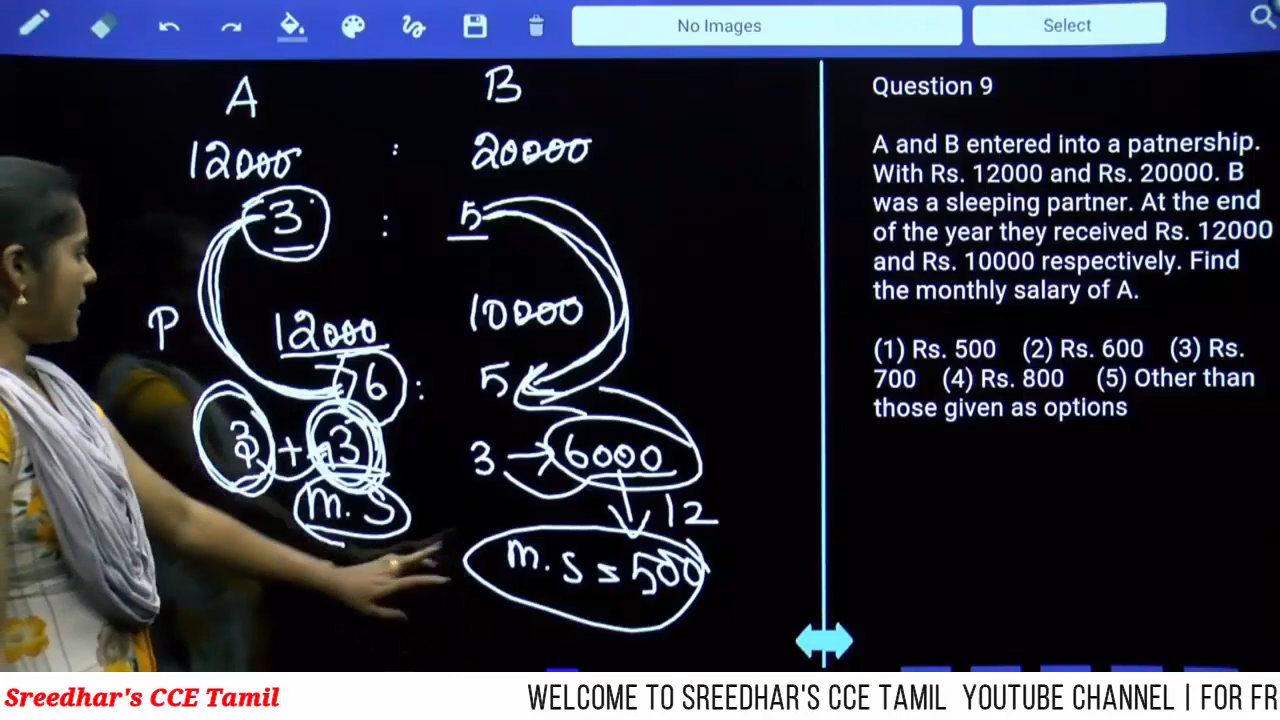 No Images
Select
A B
12000 : 20000
3 : 5
P 12000 10000
6 : 5
3P + 3 3 → 6000
M.S 12
M.S = 500
Question 9
A and B entered into a patnership.
With Rs. 12000 and Rs. 20000. B
was a sleeping partner. At the end
of the year they received Rs. 12000
and Rs. 10000 respectively. Find
the monthly salary of A.
(1) Rs. 500 (2) Rs. 600 (3) Rs.
700 (4) Rs. 800 (5) Other than
those given as options
Sreedhar's CCE Tamil
WELCOME TO SREEDHAR'S CCE TAMIL YOUTUBE CHANNEL | FOR FR